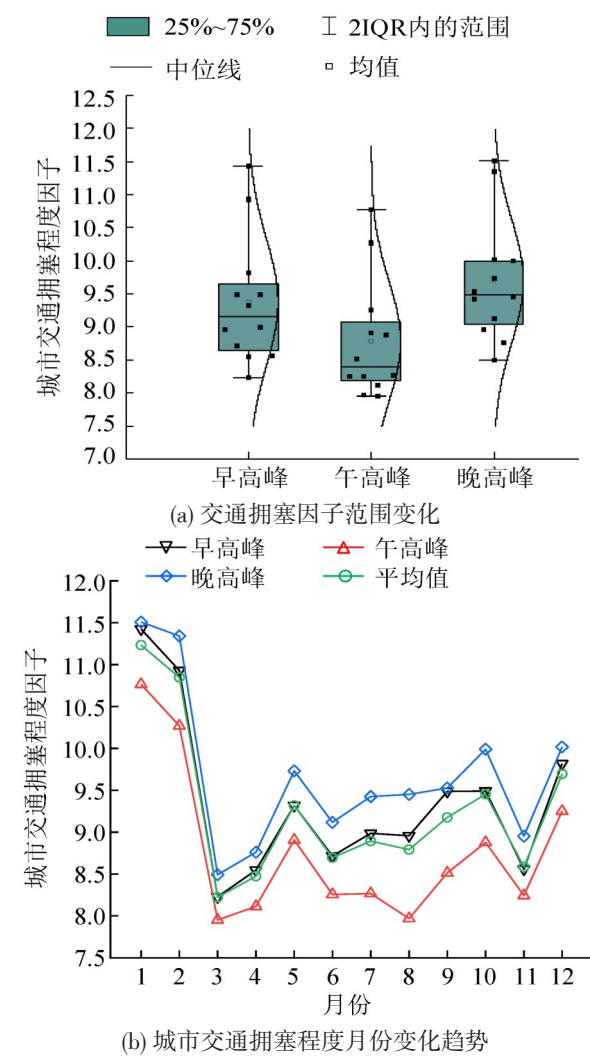 25%~75% 2IQR内的范围
中位线 均值
12.5
12.0
11.5
11.0
10.5
10.0
9.5
9.0
8.5
8.0
7.5
7.0
城市交通拥塞程度因子
早高峰 午高峰 晚高峰
(a) 交通拥塞因子范围变化
早高峰 午高峰
晚高峰 平均值
12.0
11.5
11.0
10.5
10.0
9.5
9.0
8.5
8.0
7.5
城市交通拥塞程度因子
1 2 3 4 5 6 7 8 9 10 11 12
月份
(b) 城市交通拥塞程度月份变化趋势